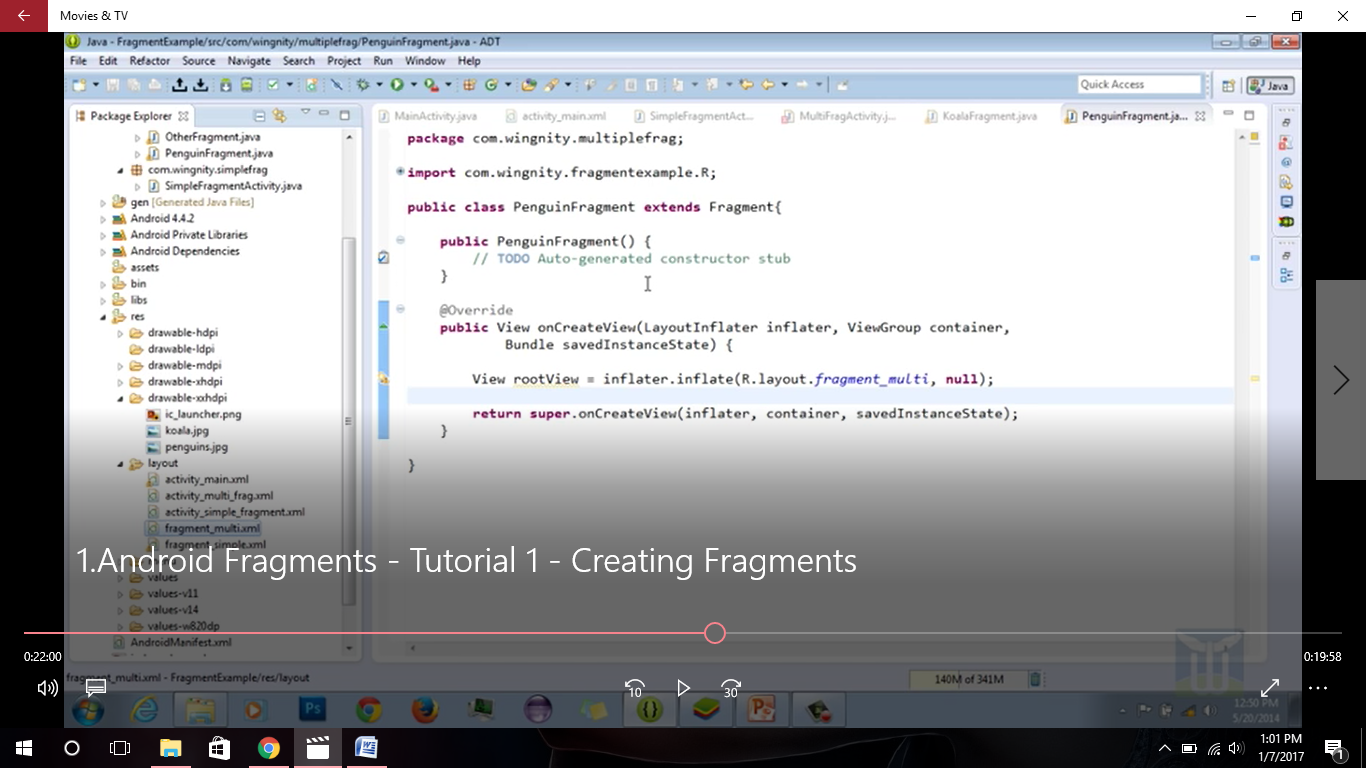 Movies & TV
Java - FragmentExample/src/com/wingnity/multiplefrag/PenguinFragment.java - ADT
File Edit Refactor Source Navigate Search Project Run Window Help
Quick Access
Java
Package Explorer
OtherFragment.java
PenguinFragment.java
com.wingnity.simplefrag
SimpleFragmentActivity.java
gen [Generated Java Files]
Android 4.4.2
Android Private Libraries
Android Dependencies
assets
bin
libs
res
drawable-hdpi
drawable-ldpi
drawable-mdpi
drawable-xhdpi
drawable-xxhdpi
ic_launcher.png
koala.jpg
penguins.jpg
layout
activity_main.xml
activity_multi_frag.xml
activity_simple_fragment.xml
fragment_multi.xml
fragment_simple.xml
values
values-v11
values-v14
values-w820dp
AndroidManifest.xml
MainActivity.java activity_main.xml SimpleFragmentAct... MultiFragActivity.j... KoalaFragment.java PenguinFragment.ja...
package com.wingnity.multiplefrag;
import com.wingnity.fragmentexample.R;
public class PenguinFragment extends Fragment{
public PenguinFragment() {
// TODO Auto-generated constructor stub
}
@Override
public View onCreateView(LayoutInflater inflater, ViewGroup container,
Bundle savedInstanceState) {
View rootView = inflater.inflate(R.layout.fragment_multi, null);
return super.onCreateView(inflater, container, savedInstanceState);
}
}
1.Android Fragments - Tutorial 1 - Creating Fragments
0:22:00
0:19:58
fragment_multi.xml - FragmentExample/res/layout
140M of 341M
10
30
Ps
12:50 PM
5/20/2014
1:01 PM
1/7/2017
1